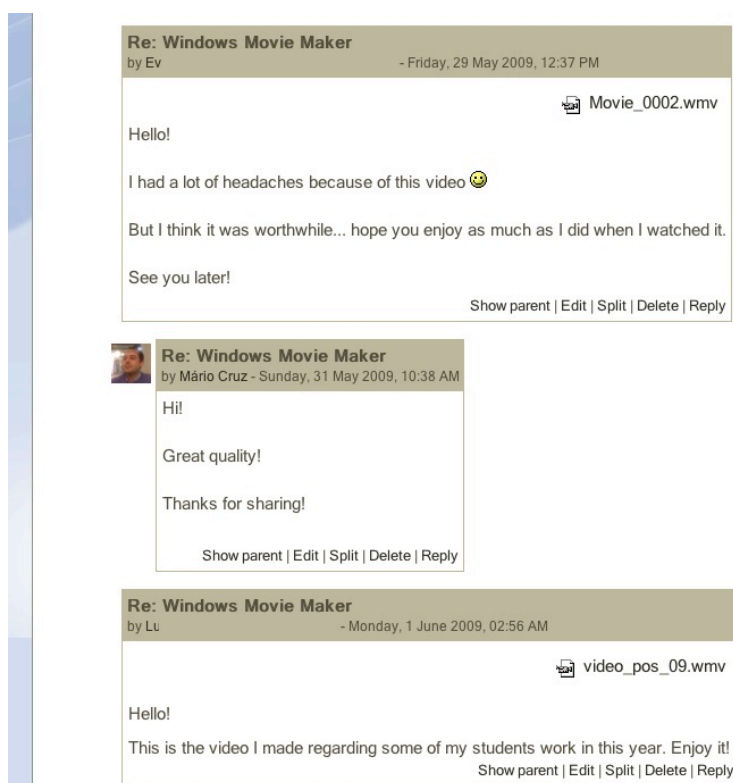 Re: Windows Movie Maker
by Ev - Friday, 29 May 2009, 12:37 PM
Movie_0002.wmv
Hello!
I had a lot of headaches because of this video
But I think it was worthwhile... hope you enjoy as much as I did when I watched it.
See you later!
Show parent | Edit | Split | Delete | Reply
Re: Windows Movie Maker
by Mário Cruz - Sunday, 31 May 2009, 10:38 AM
Hi!
Great quality!
Thanks for sharing!
Show parent | Edit | Split | Delete | Reply
Re: Windows Movie Maker
by Lu - Monday, 1 June 2009, 02:56 AM
video_pos_09.wmv
Hello!
This is the video I made regarding some of my students work in this year. Enjoy it!
Show parent | Edit | Split | Delete | Reply